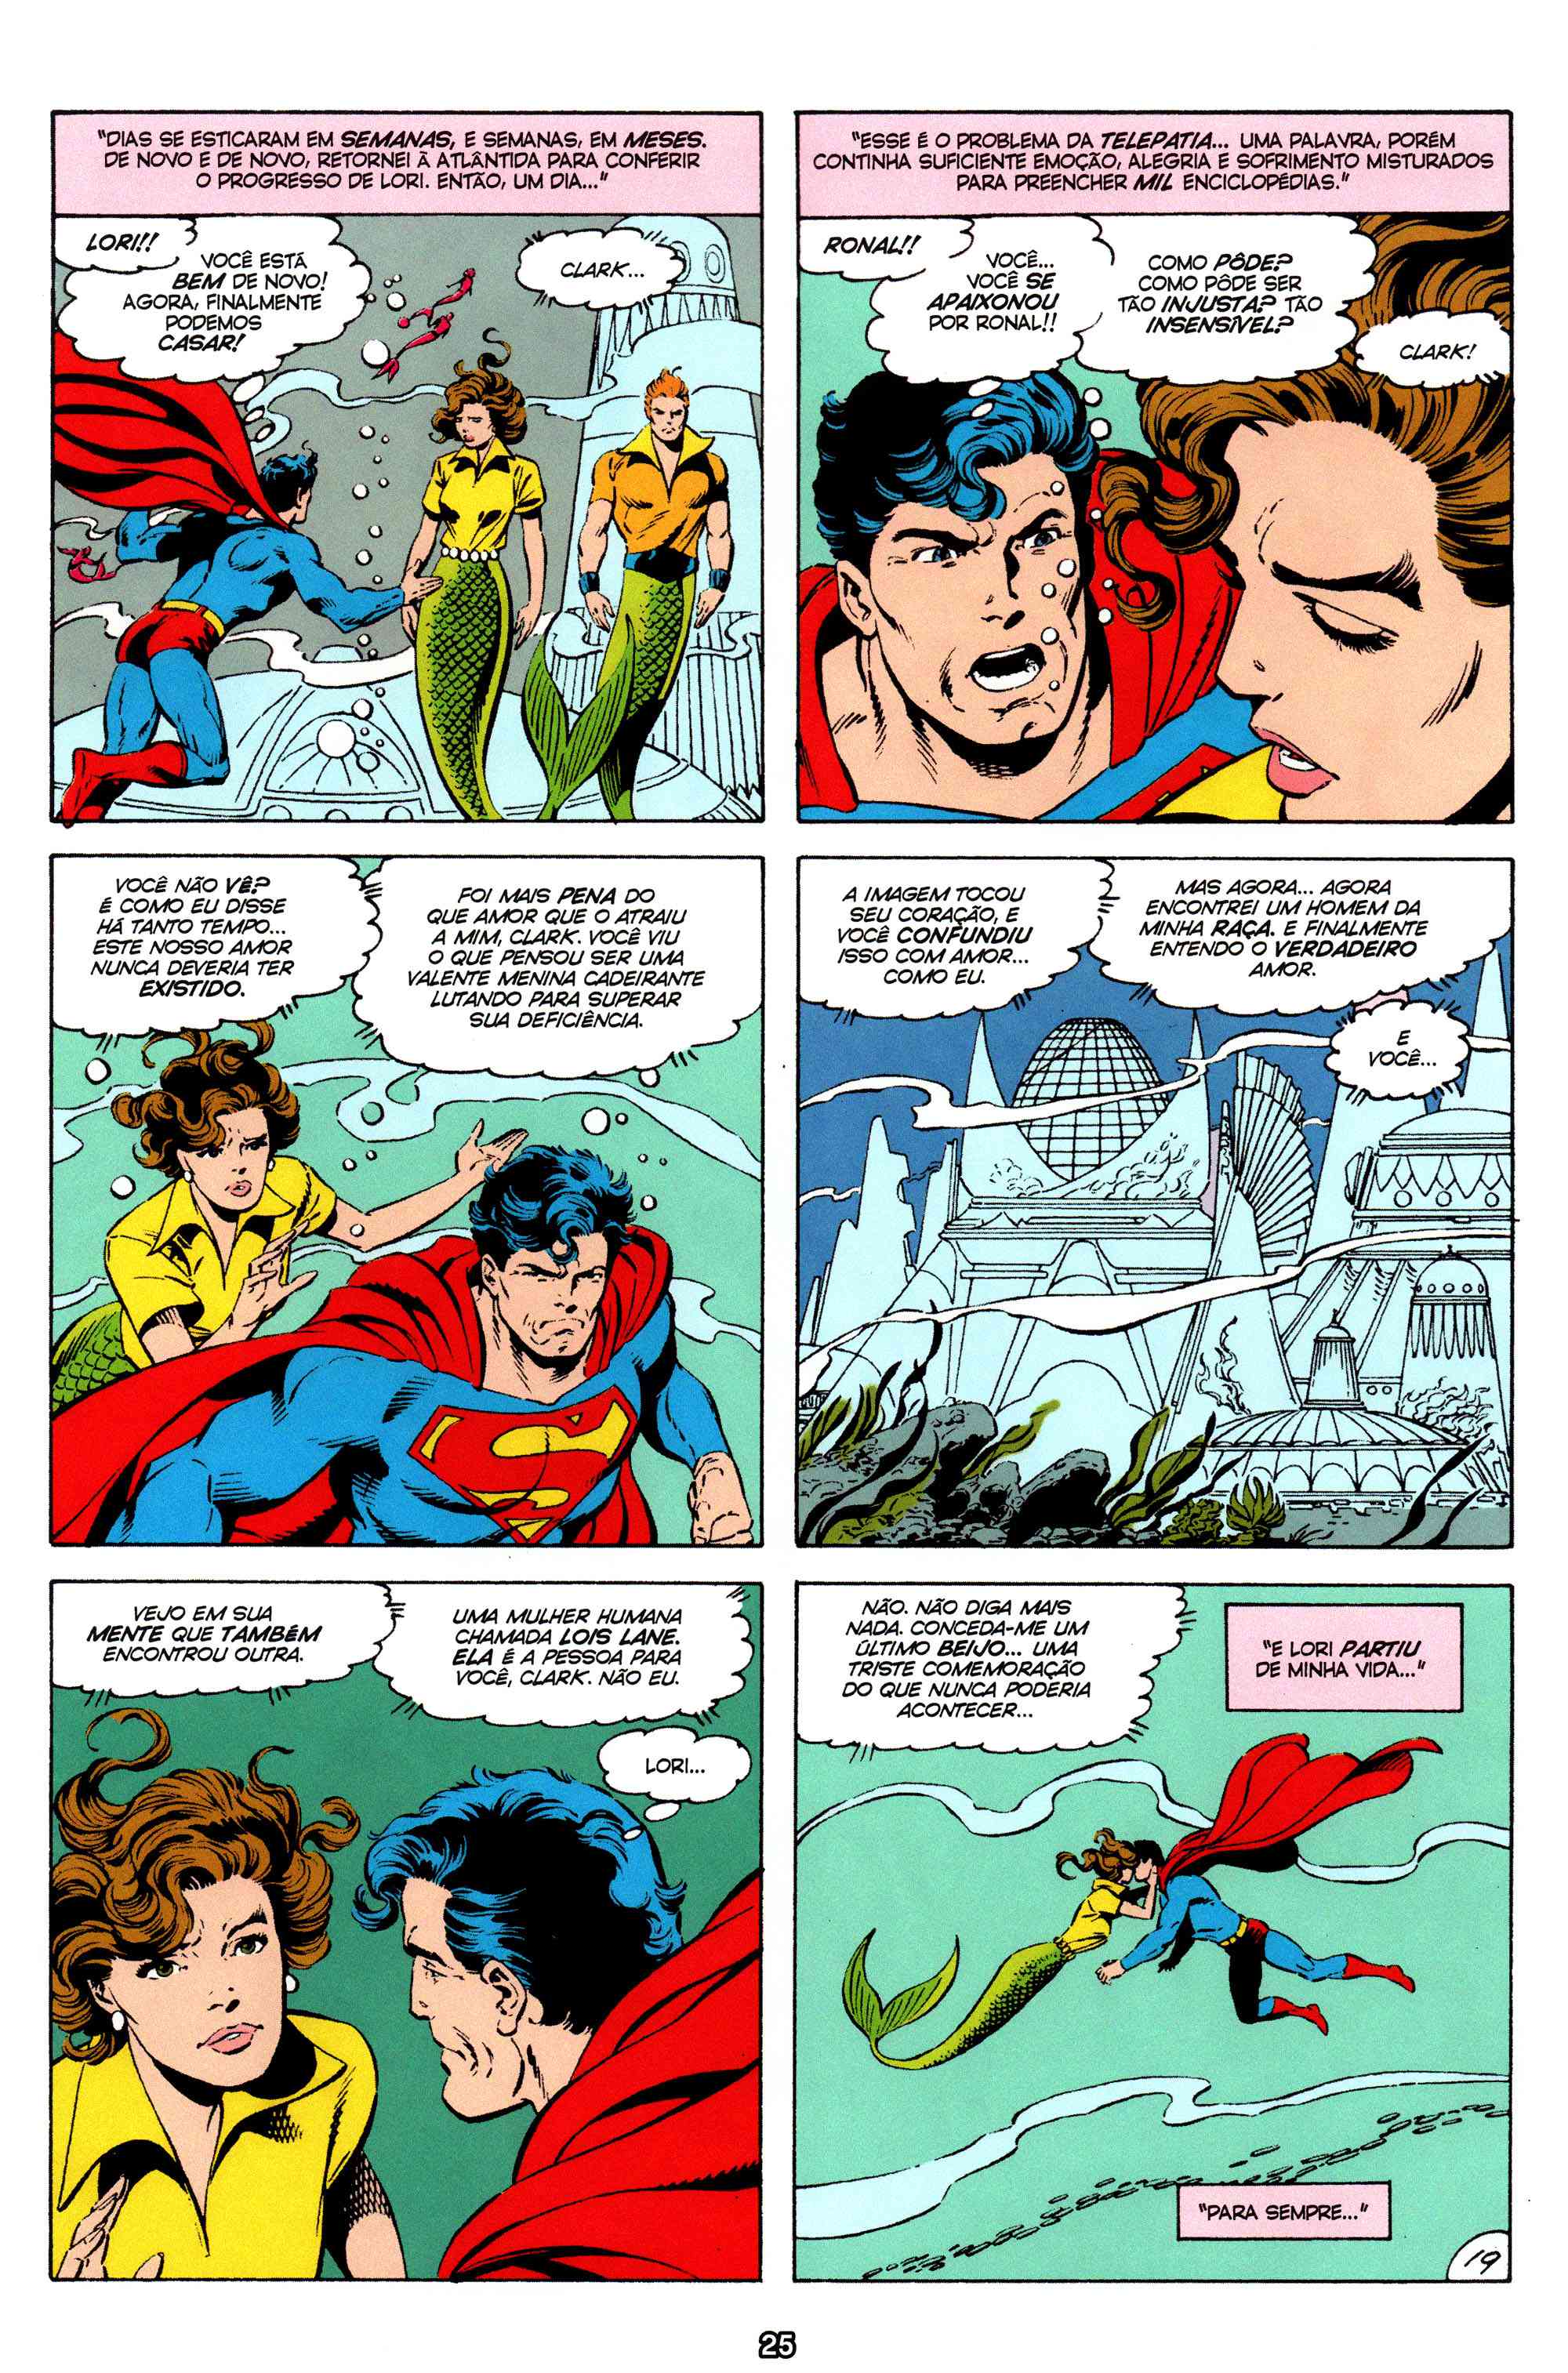 "DIAS SE ESTICARAM EM SEMANAS, E SEMANAS, EM MESES.
DE NOVO E DE NOVO, RETORNEI À ATLÂNTIDA PARA CONFERIR
O PROGRESSO DE LORI. ENTÃO, UM DIA..."
LORI!!
VOCÊ ESTÁ
BEM DE NOVO!
AGORA, FINALMENTE
PODEMOS
CASAR!
CLARK...
"ESSE É O PROBLEMA DA TELEPATIA... UMA PALAVRA, PORÉM
CONTINHA SUFICIENTE EMOÇÃO, ALEGRIA E SOFRIMENTO MISTURADOS
PARA PREENCHER MIL ENCICLOPÉDIAS."
RONAL!!
VOCÊ...
VOCÊ SE
APAIXONOU
POR RONAL!!
COMO PÔDE?
COMO PÔDE SER
TÃO INJUSTA? TÃO
INSENSÍVEL?
CLARK!
VOCÊ NÃO VÊ?
É COMO EU DISSE
HÁ TANTO TEMPO...
ESTE NOSSO AMOR
NUNCA DEVERIA TER
EXISTIDO.
FOI MAIS PENA DO
QUE AMOR QUE O ATRAIU
A MIM, CLARK. VOCÊ VIU
O QUE PENSOU SER UMA
VALENTE MENINA CADEIRANTE
LUTANDO PARA SUPERAR
SUA DEFICIÊNCIA.
A IMAGEM TOCOU
SEU CORAÇÃO, E
VOCÊ CONFUNDIU
ISSO COM AMOR...
COMO EU.
MAS AGORA... AGORA
ENCONTREI UM HOMEM DA
MINHA RAÇA. E FINALMENTE
ENTENDO O VERDADEIRO
AMOR.
E
VOCÊ...
VEJO EM SUA
MENTE QUE TAMBÉM
ENCONTROU OUTRA.
UMA MULHER HUMANA
CHAMADA LOIS LANE.
ELA É A PESSOA PARA
VOCÊ, CLARK. NÃO EU.
LORI...
NÃO. NÃO DIGA MAIS
NADA. CONCEDA-ME UM
ÚLTIMO BEIJO... UMA
TRISTE COMEMORAÇÃO
DO QUE NUNCA PODERIA
ACONTECER...
"E LORI PARTIU
DE MINHA VIDA..."
"PARA SEMPRE..."
19
25